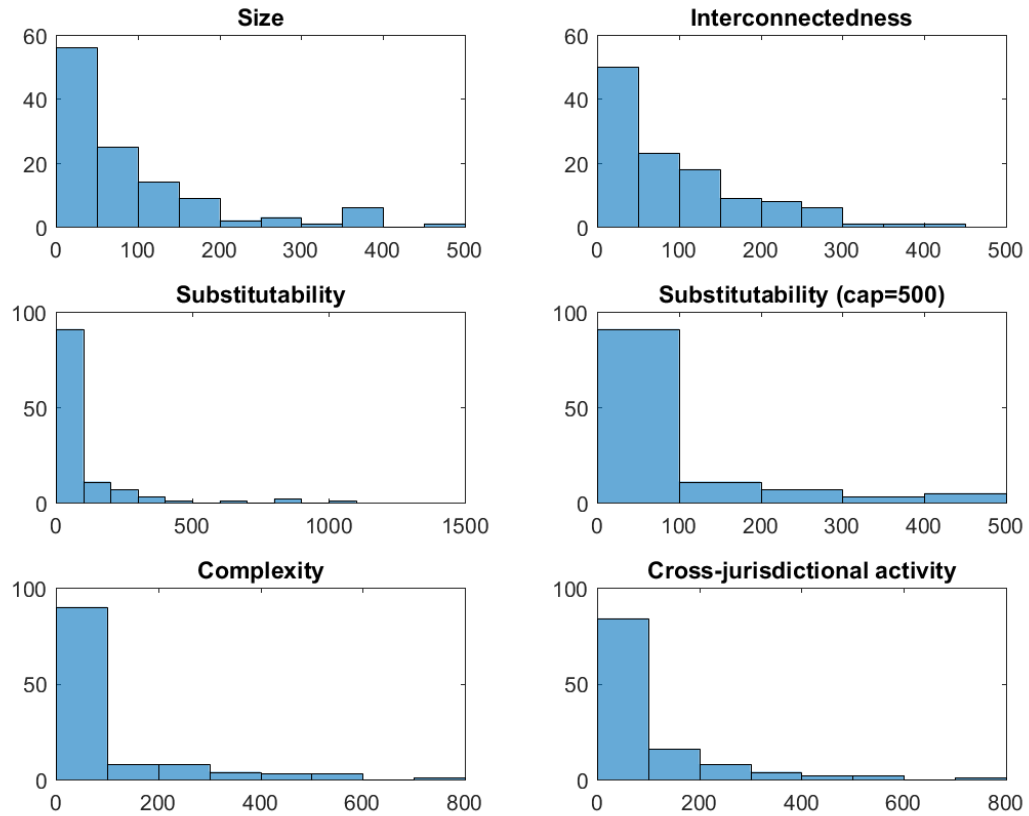 Size
60
40
20
0
0 100 200 300 400 500
Interconnectedness
60
40
20
0
0 100 200 300 400 500
Substitutability
100
50
0
0 500 1000 1500
Substitutability (cap=500)
100
50
0
0 100 200 300 400 500
Complexity
100
50
0
0 200 400 600 800
Cross-jurisdictional activity
100
50
0
0 200 400 600 800